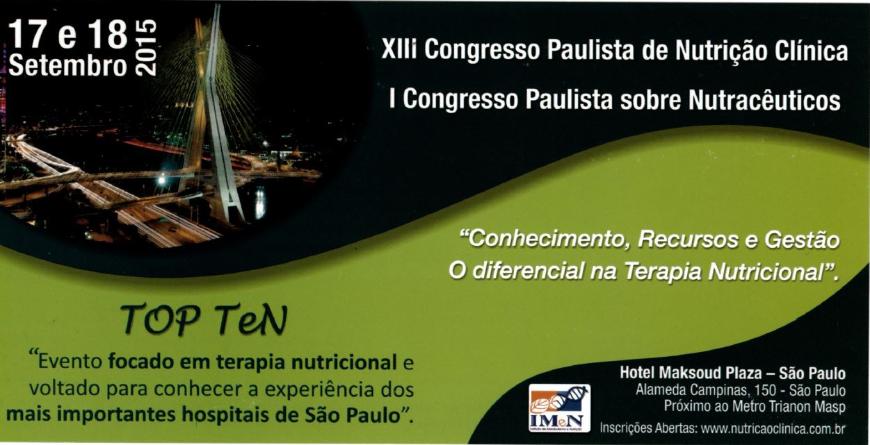 17 e 18
Setembro 2015
XIIi Congresso Paulista de Nutrição Clínica
I Congresso Paulista sobre Nutracêuticos
“Conhecimento, Recursos e Gestão
O diferencial na Terapia Nutricional”.
TOP TeN
“Evento focado em terapia nutricional e
voltado para conhecer a experiência dos
mais importantes hospitais de São Paulo”.
IMeN
Hotel Maksoud Plaza – São Paulo
Alameda Campinas, 150 - São Paulo
Próximo ao Metro Trianon Masp
Inscrições Abertas: www.nutricaoclinica.com.br